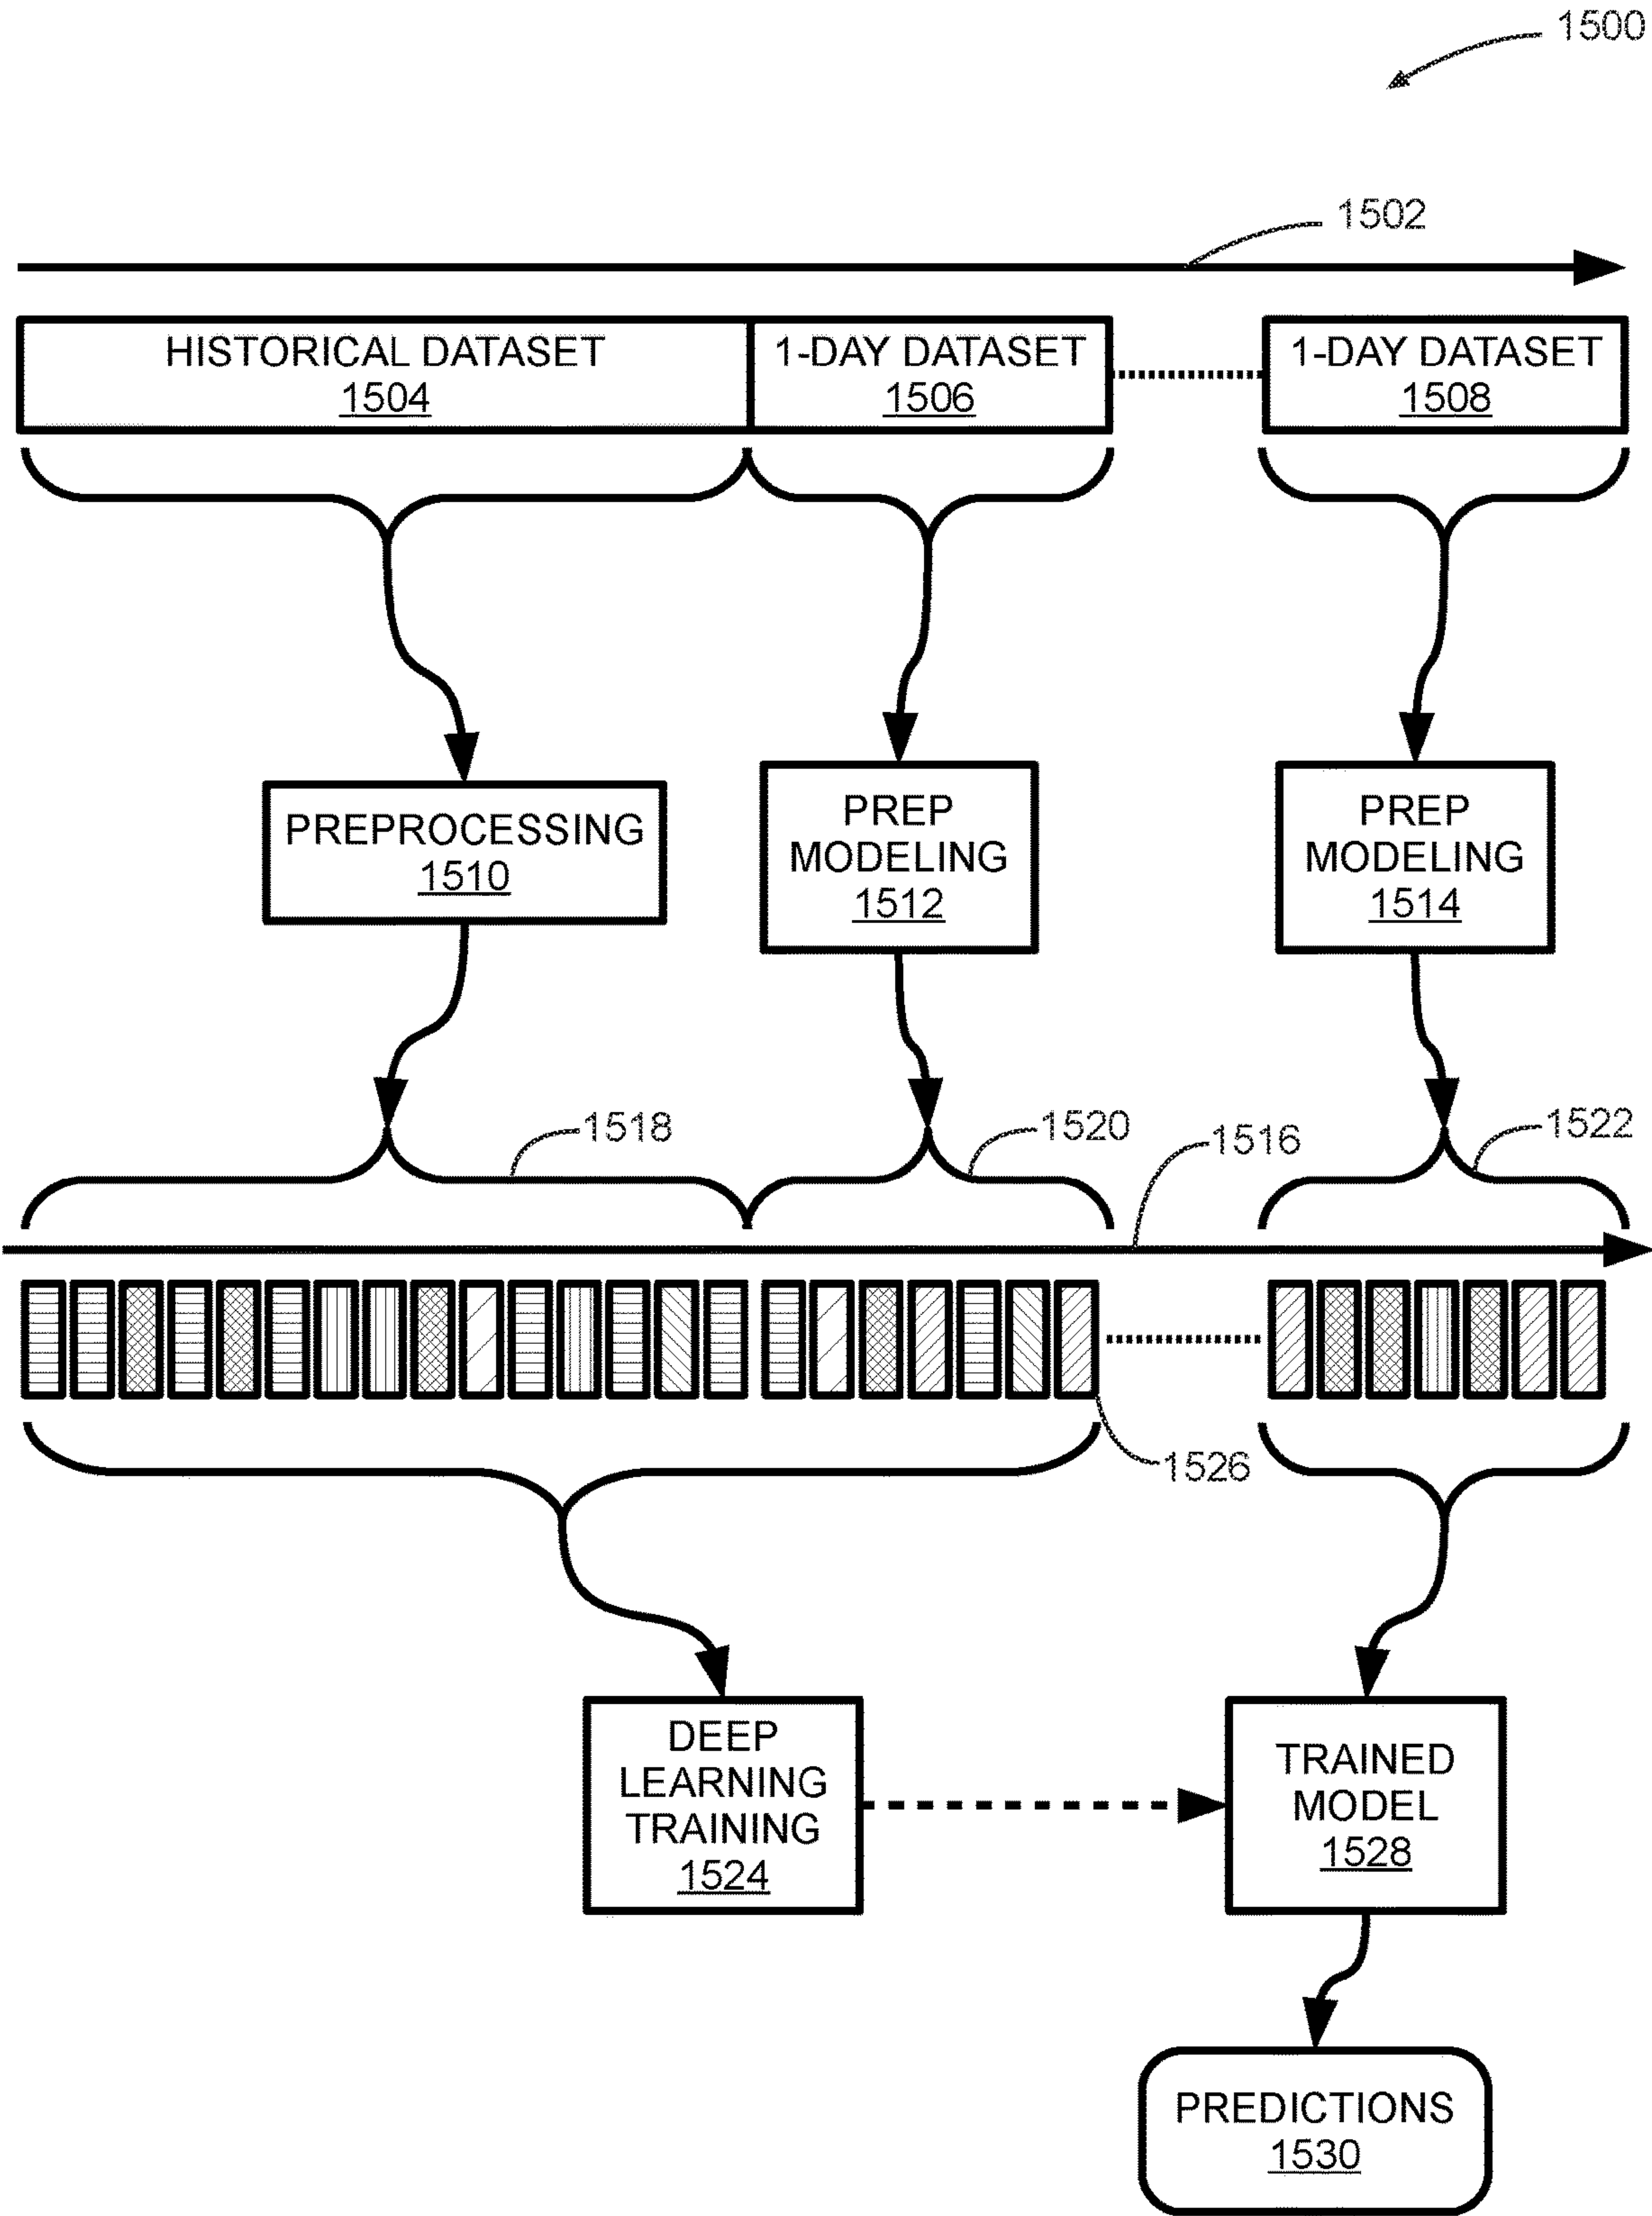 1500
1502
HISTORICAL DATASET
1504
1-DAY DATASET
1506
1-DAY DATASET
1508
PREPROCESSING
1510
PREP
MODELING
1512
PREP
MODELING
1514
1518
1520
1516
1522
1526
DEEP
LEARNING
TRAINING
1524
TRAINED
MODEL
1528
PREDICTIONS
1530